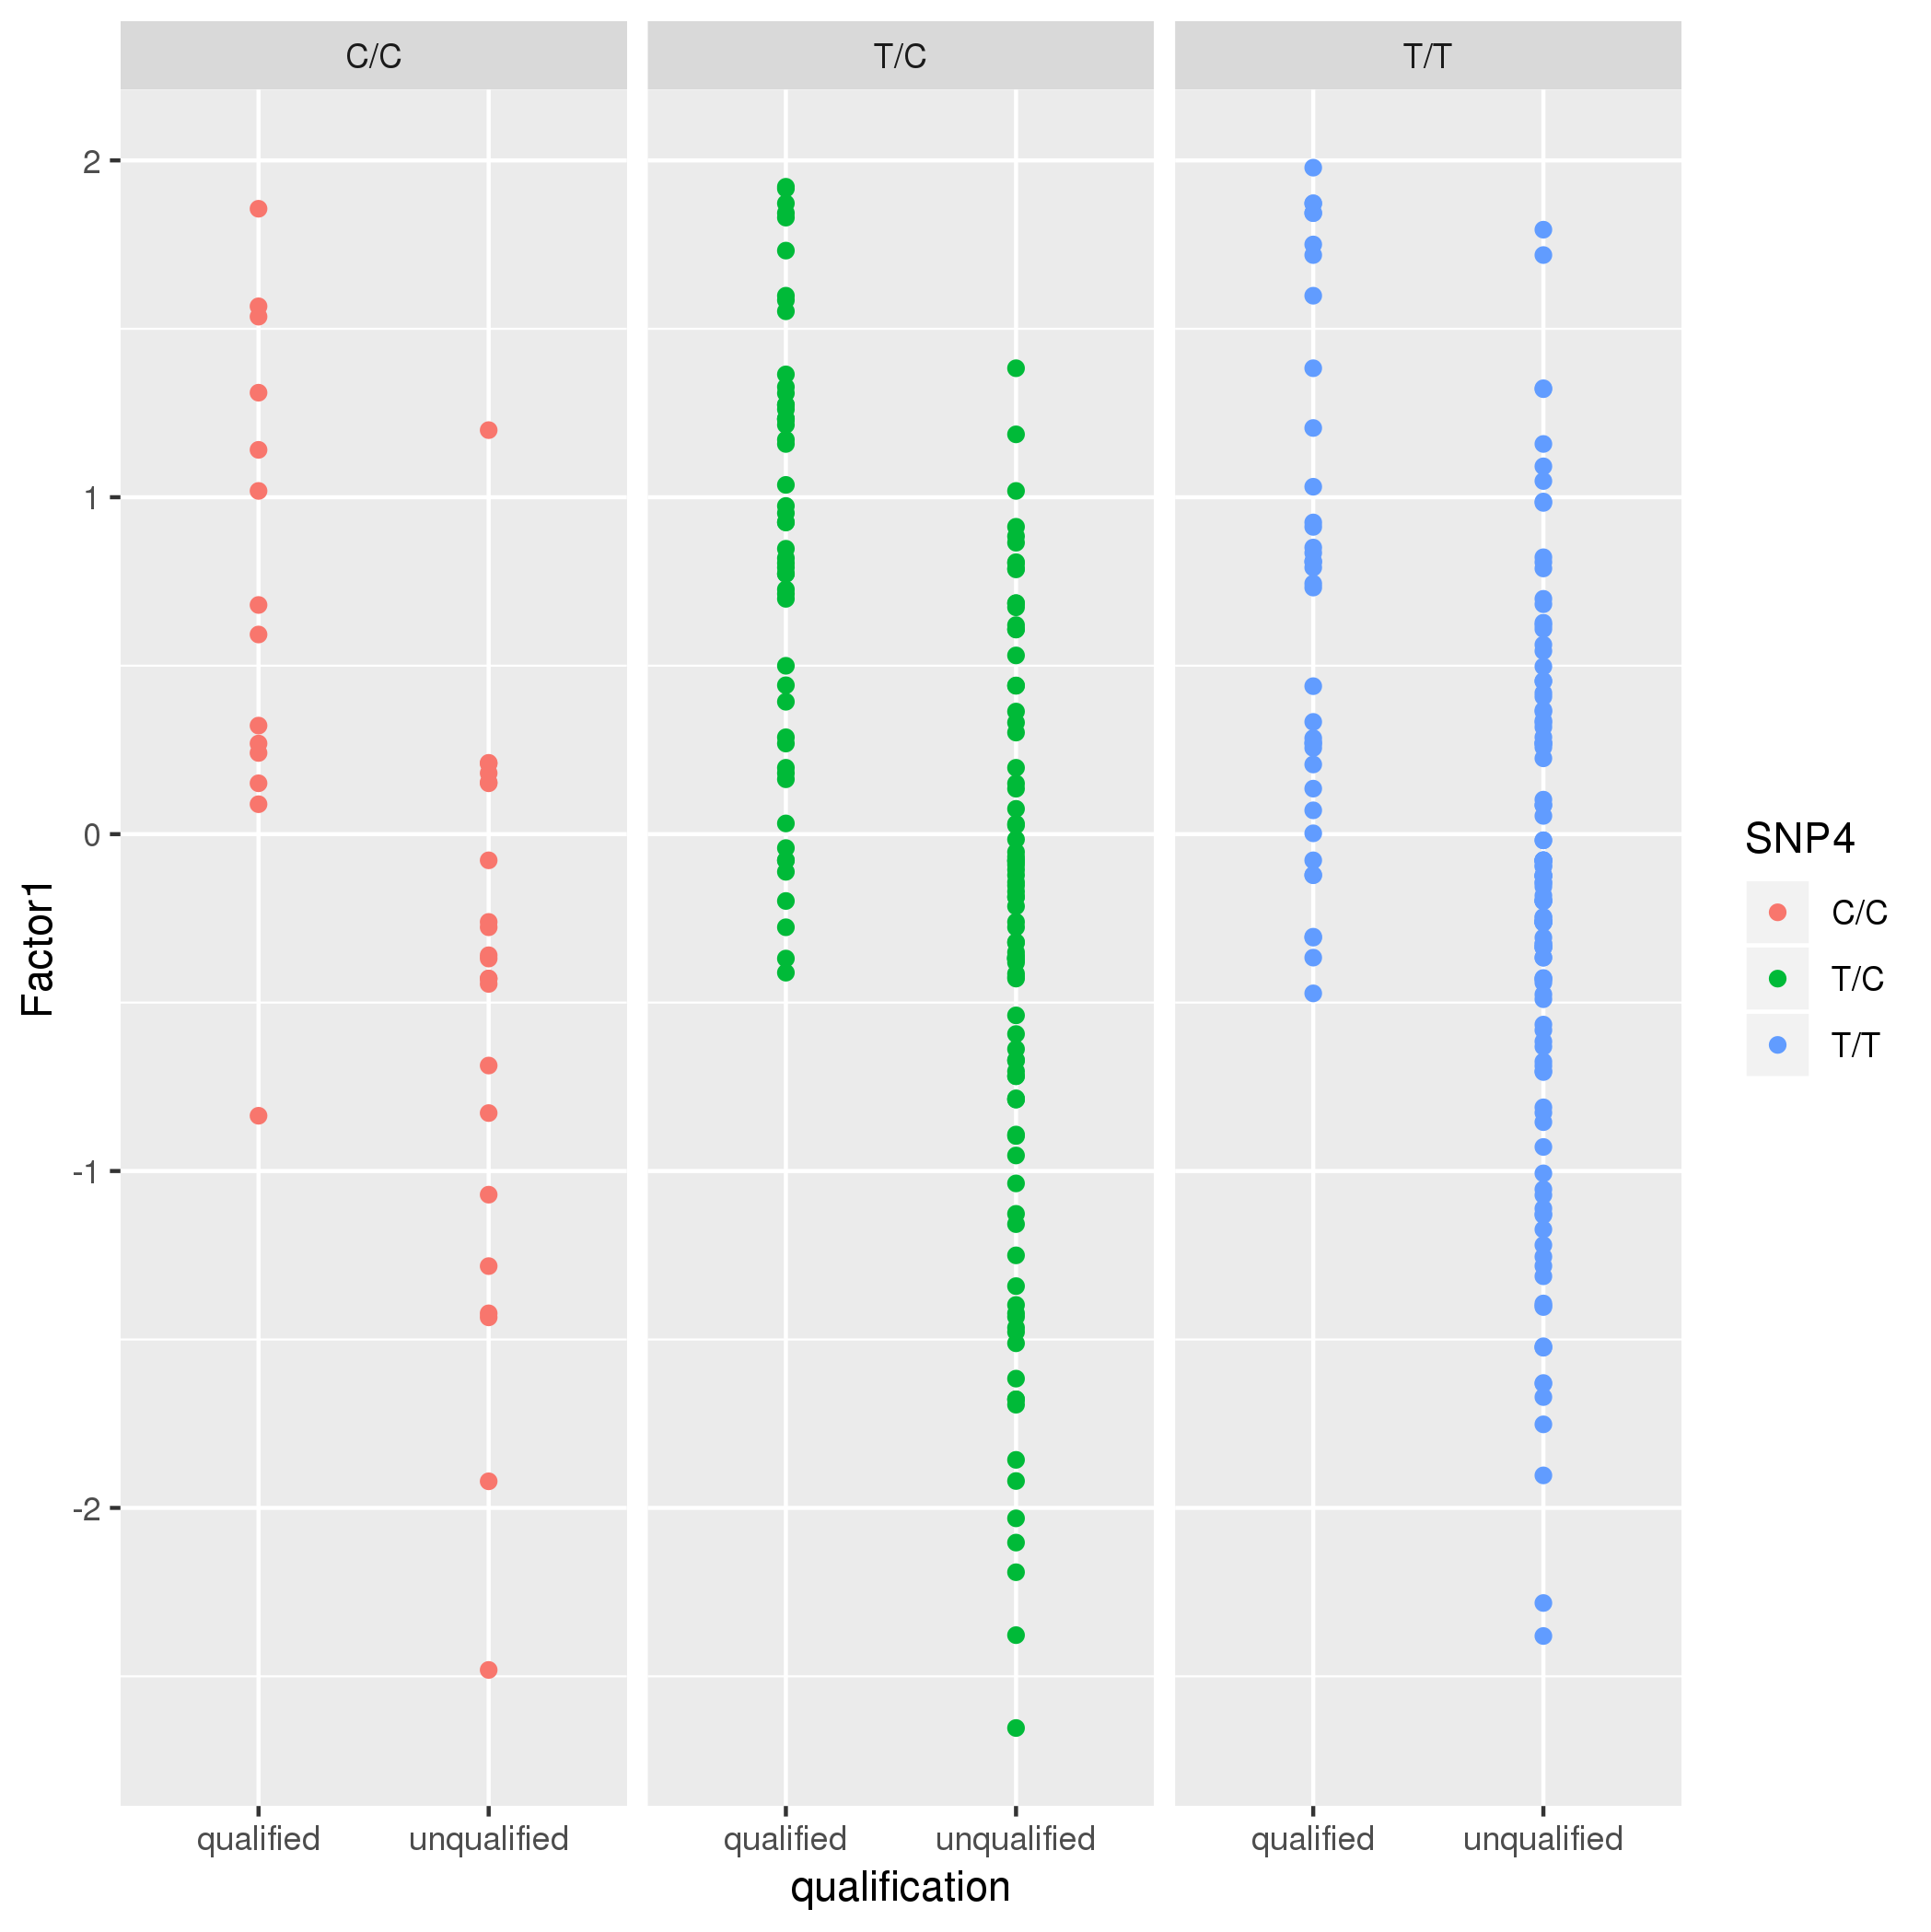 C/C T/C T/T
2
1
0
-1
-2
Factor1
qualified unqualified qualified unqualified qualified unqualified
qualification
SNP4
C/C
T/C
T/T